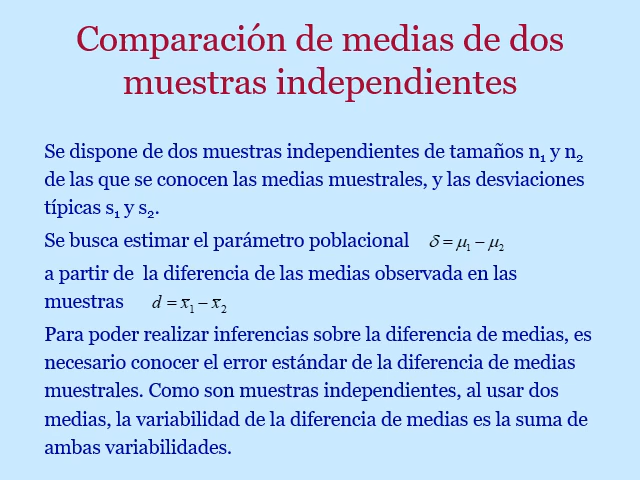 Comparación de medias de dos
muestras independientes
Se dispone de dos muestras independientes de tamaños n₁ y n₂
de las que se conocen las medias muestrales, y las desviaciones
típicas s₁ y s₂.
Se busca estimar el parámetro poblacional δ = μ₁ − μ₂
a partir de la diferencia de las medias observada en las
muestras d = x̄₁ − x̄₂
Para poder realizar inferencias sobre la diferencia de medias, es
necesario conocer el error estándar de la diferencia de medias
muestrales. Como son muestras independientes, al usar dos
medias, la variabilidad de la diferencia de medias es la suma de
ambas variabilidades.